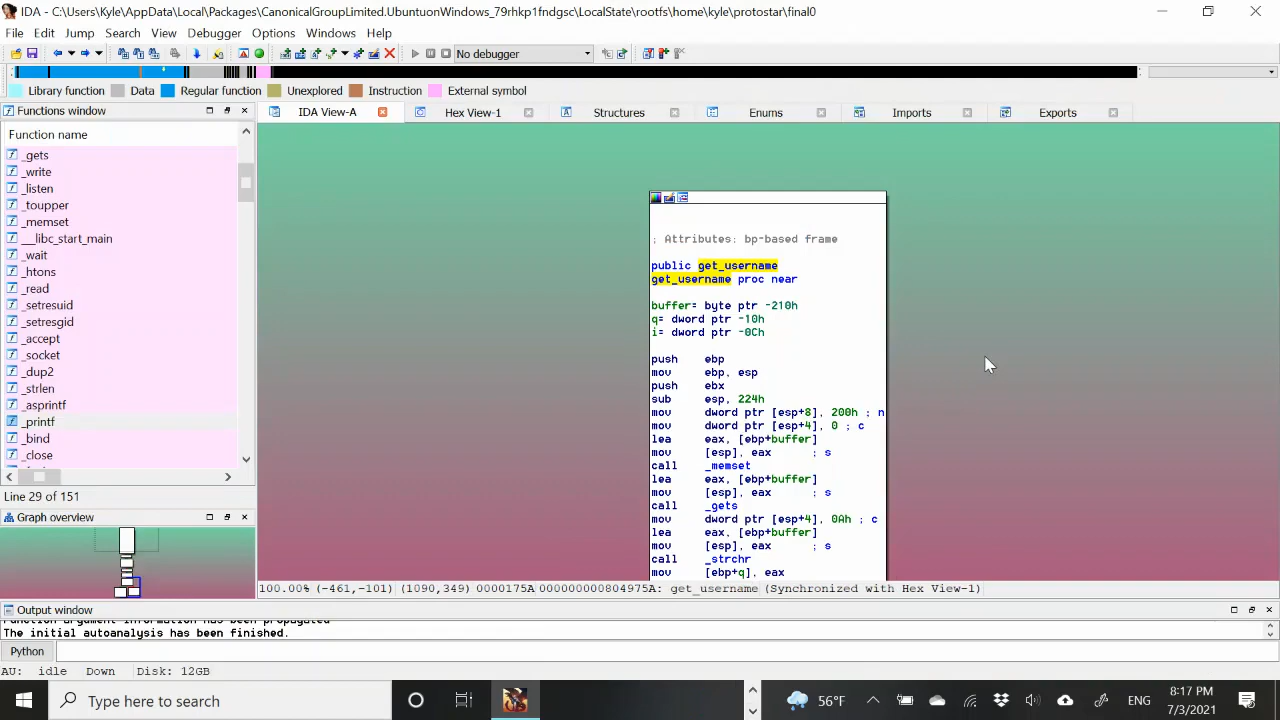 IDA - C:\Users\Kyle/AppData\Local\Packages\CanonicalGroupLimited.UbuntuonWindows_79rhkp1fndgsc\LocalState\rootfs\home\kyle\protostar\final0
File Edit Jump Search View Debugger Options Windows Help
No debugger
Library function Data Regular function Unexplored Instruction External symbol
Functions window
IDA View-A Hex View-1 Structures Enums Imports Exports
Function name
_gets
_write
_listen
_toupper
_memset
___libc_start_main
_wait
_htons
_read
_setresuid
_setresgid
_accept
_socket
_dup2
_strlen
_asprintf
_printf
_bind
_close
Line 29 of 151
Graph overview
; Attributes: bp-based frame
public get_username
get_username proc near
buffer= byte ptr -210h
q= dword ptr -10h
i= dword ptr -0Ch
push ebp
mov ebp, esp
push ebx
sub esp, 224h
mov dword ptr [esp+8], 200h ; n
mov dword ptr [esp+4], 0 ; c
lea eax, [ebp+buffer]
mov [esp], eax ; s
call _memset
lea eax, [ebp+buffer]
mov [esp], eax ; s
call _gets
mov dword ptr [esp+4], 0Ah ; c
lea eax, [ebp+buffer]
mov [esp], eax ; s
call _strchr
mov [ebp+q], eax
100.00% (-461,-101) (1090,349) 0000175A 000000000804975A: get_username (Synchronized with Hex View-1)
Output window
Function argument information has been propagated
The initial autoanalysis has been finished.
Python
AU: idle Down Disk: 12GB
Type here to search
56°F
ENG
8:17 PM
7/3/2021